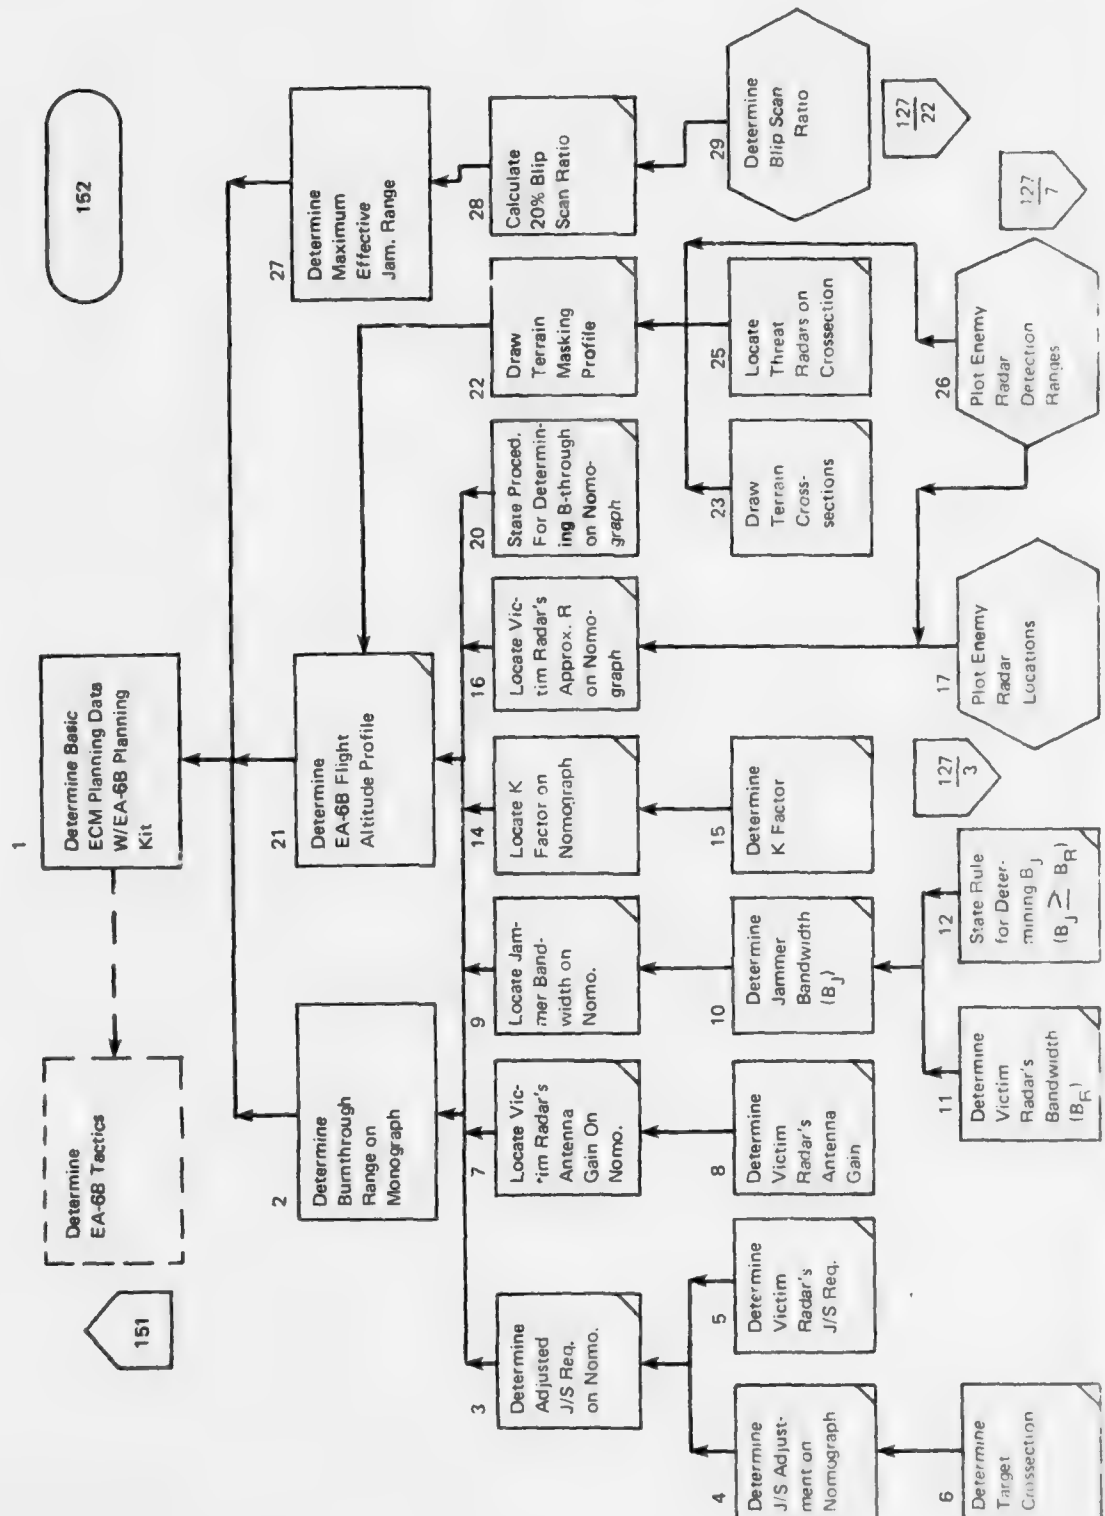 152
151
Determine
EA-6B Tactics
1
Determine Basic
ECM Planning Data
W/EA-6B Planning
Kit
2
Determine
Burnthrough
Range on
Monograph
21
Determine
EA-6B Flight
Altitude Profile
27
Determine
Maximum
Effective
Jam. Range
3
Determine
Adjusted
J/S Req.
on Nomo.
7
Locate Vic-
tim Radar's
Antenna
Gain On
Nomo.
9
Locate Jam-
mer Band-
width on
Nomo.
14
Locate K
Factor on
Nomograph
16
Locate Vic-
tim Radar's
Approx. R
on Nomo-
graph
20
State Proced.
For Determin-
ing B-through
on Nomo-
graph
22
Draw
Terrain
Masking
Profile
28
Calculate
20% Blip
Scan Ratio
4
Determine
J/S Adjust-
ment on
Nomograph
5
Determine
Victim
Radar's
J/S Req.
8
Determine
Victim
Radar's
Antenna
Gain
10
Determine
Jammer
Bandwidth
(BJ)
15
Determine
K Factor
23
Draw
Terrain
Cross-
sections
25
Locate
Threat
Radars on
Crossection
29
Determine
Blip Scan
Ratio
6
Determine
Target
Crossection
11
Determine
Victim
Radar's
Bandwidth
(BR)
12
State Rule
for Deter-
mining BJ
(BJ ≥ BR)
127
3
17
Plot Enemy
Radar
Locations
26
Plot Enemy
Radar
Detection
Ranges
127
7
127
22